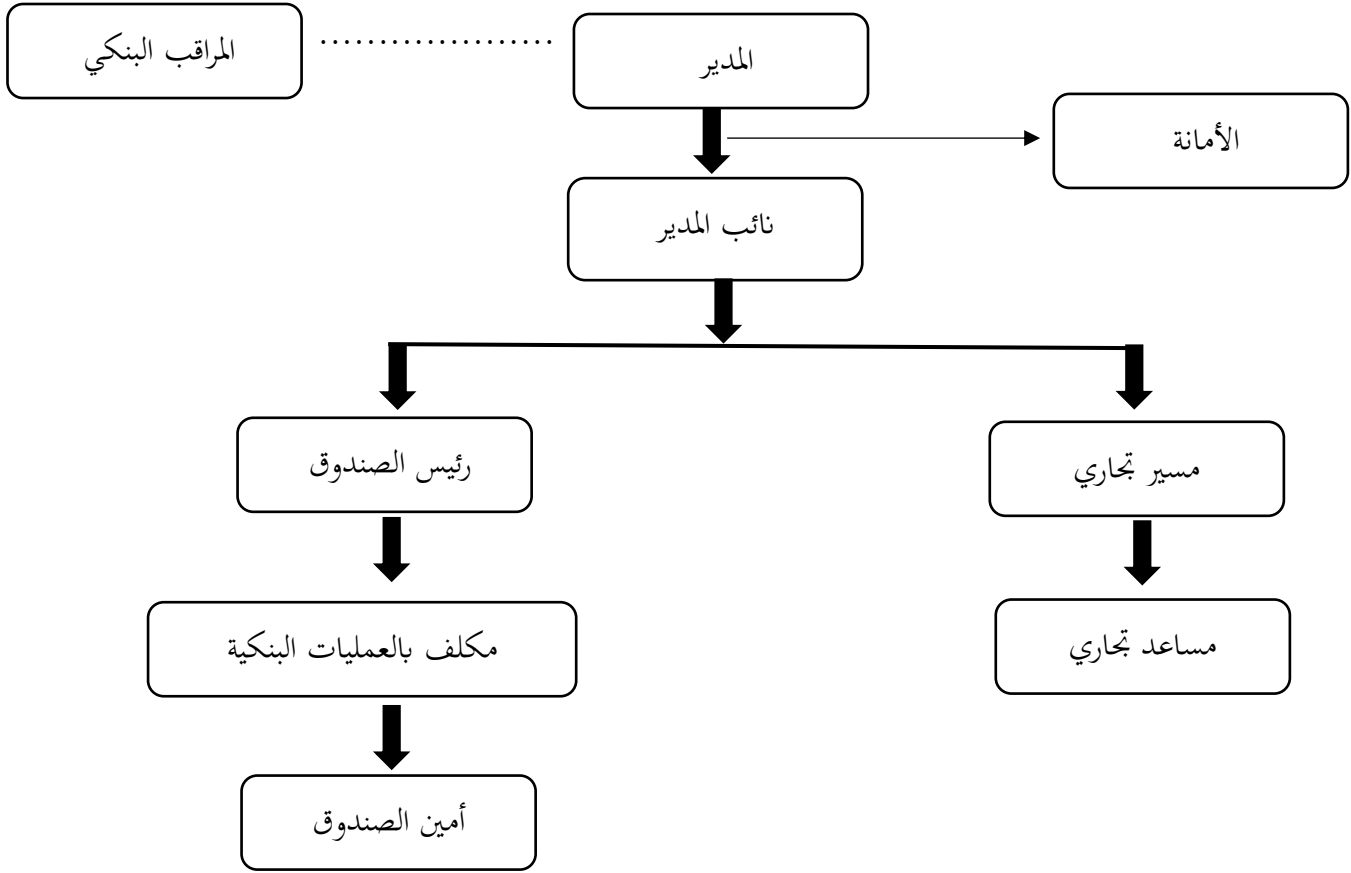 المدير
المراقب البنكي
الأمانة
نائب المدير
مسير تجاري
رئيس الصندوق
مساعد تجاري
مكلف بالعمليات البنكية
أمين الصندوق